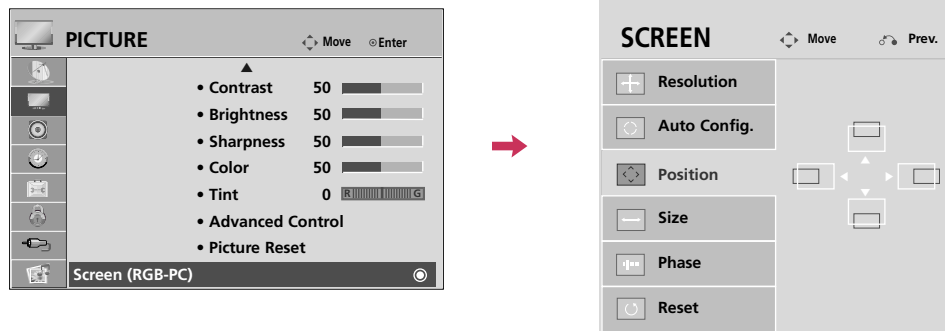 PICTURE
Move
Enter
• Contrast 50
• Brightness 50
• Sharpness 50
• Color 50
• Tint 0 R G
• Advanced Control
• Picture Reset
Screen (RGB-PC)
SCREEN
Move
Prev.
Resolution
Auto Config.
Position
Size
Phase
Reset